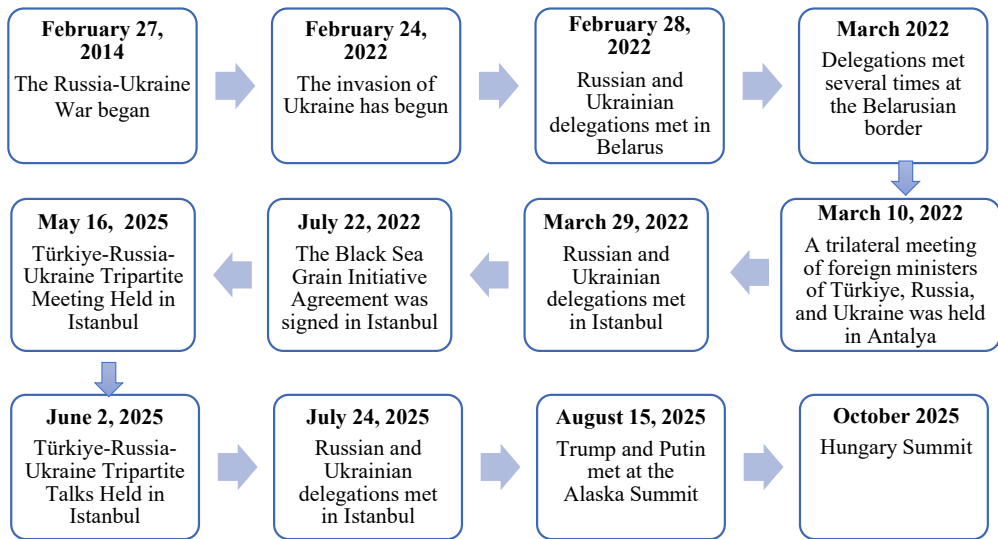 February 27,
2014
The Russia-Ukraine
War began
February 24,
2022
The invasion of
Ukraine has begun
February 28,
2022
Russian and
Ukrainian
delegations met in
Belarus
March 2022
Delegations met
several times at
the Belarusian
border
March 10, 2022
A trilateral meeting
of foreign ministers
of Türkiye, Russia,
and Ukraine was held
in Antalya
March 29, 2022
Russian and
Ukrainian
delegations met
in Istanbul
July 22, 2022
The Black Sea
Grain Initiative
Agreement was
signed in Istanbul
May 16, 2025
Türkiye-Russia-
Ukraine Tripartite
Meeting Held in
Istanbul
June 2, 2025
Türkiye-Russia-
Ukraine Tripartite
Talks Held in
Istanbul
July 24, 2025
Russian and
Ukrainian
delegations met
in Istanbul
August 15, 2025
Trump and Putin
met at the
Alaska Summit
October 2025
Hungary Summit